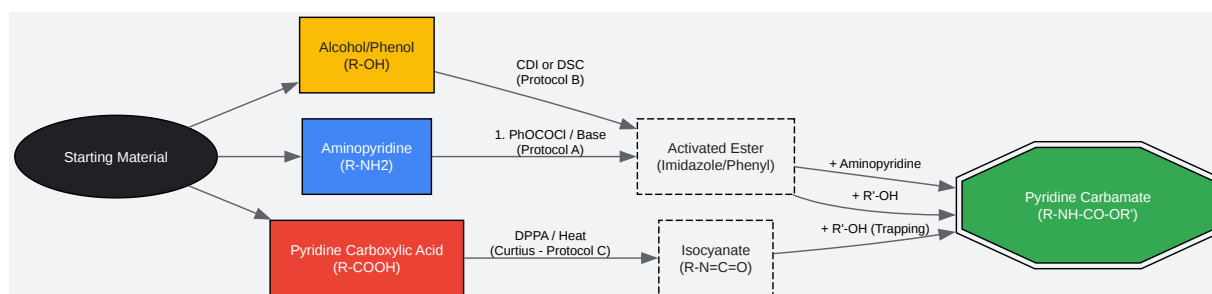 Starting Material
Alcohol/Phenol
(R-OH)
Aminopyridine
(R-NH2)
Pyridine Carboxylic Acid
(R-COOH)
CDI or DSC
(Protocol B)
1. PhOCOCl / Base
(Protocol A)
DPPA / Heat
(Curtius - Protocol C)
Activated Ester
(Imidazole/Phenyl)
Isocyanate
(R-N=C=O)
+ Aminopyridine
+ R'-OH
+ R'-OH (Trapping)
Pyridine Carbamate
(R-NH-CO-OR')